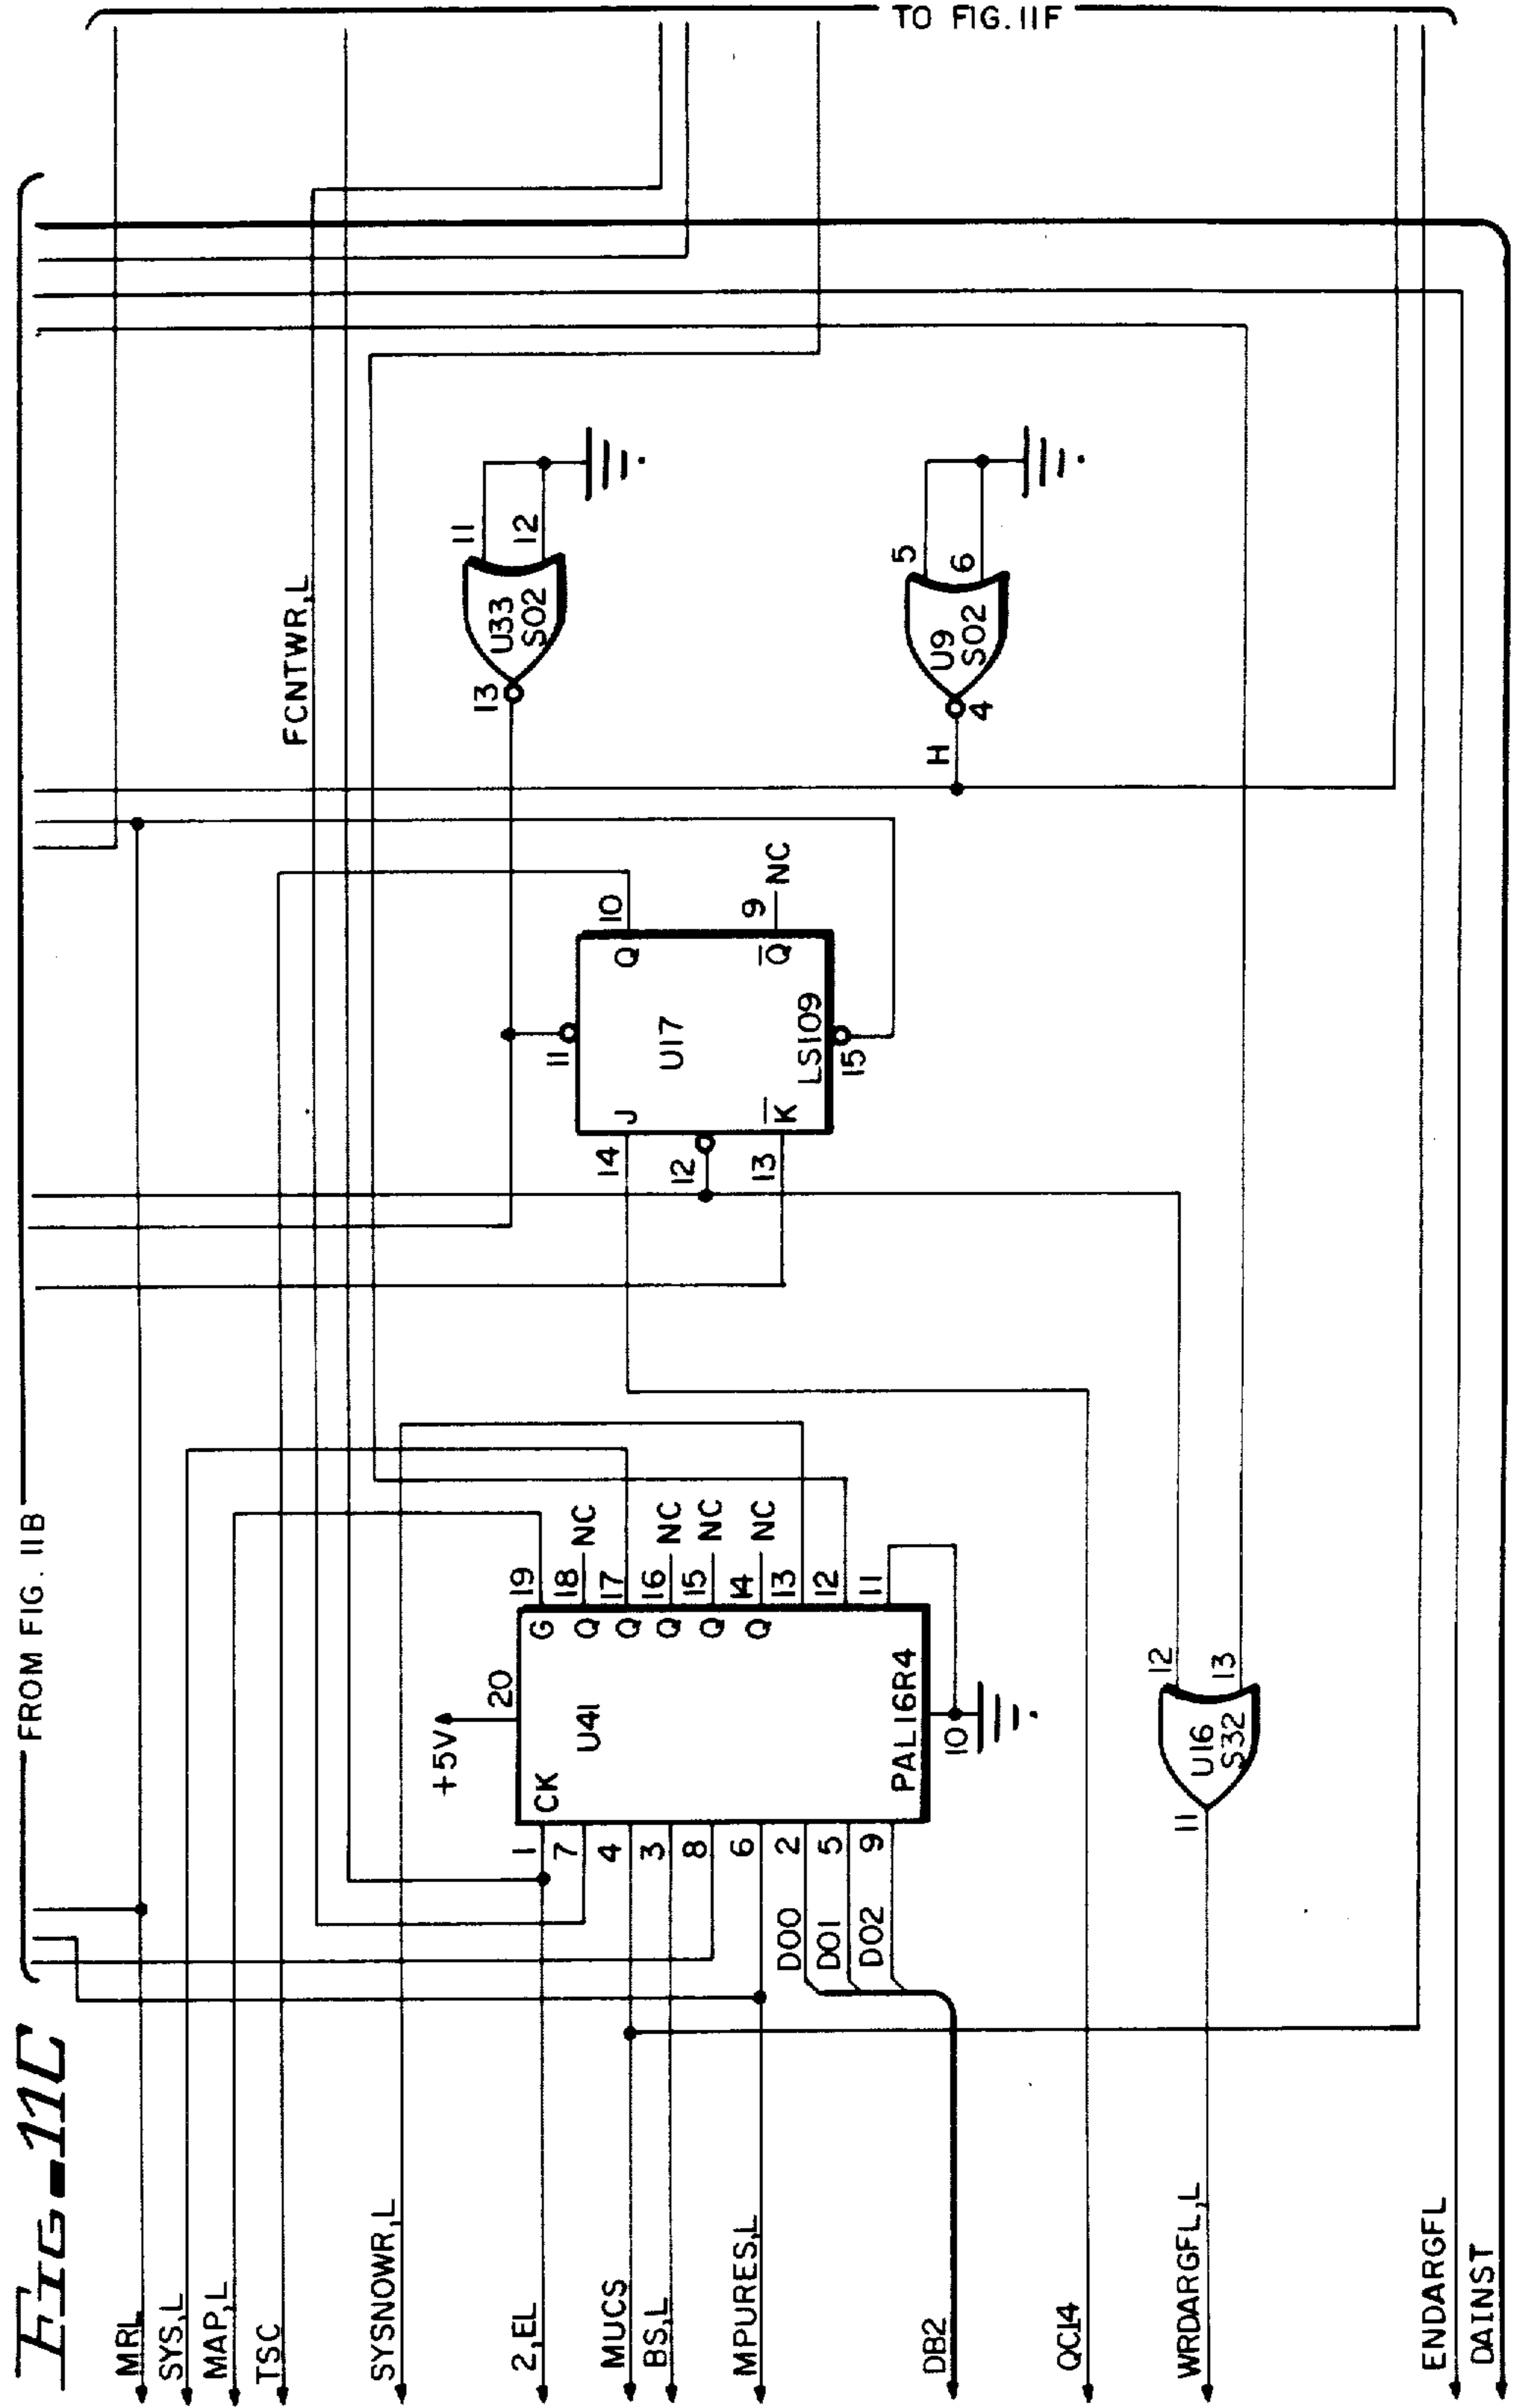 Fig-11C
FROM FIG. 11B
TO FIG. 11F
MRL
SYS,L
MAP,L
TSC
SYSNOWR,L
2,EL
MUCS
BS,L
MPURES,L
DB2
QC14
WRDARGFL,L
ENDARGFL
DAINST
FCNTWR,L
+5V
20
U41
PAL16R4
CK
1
7
4
3
8
6
2
5
9
DO0
DO1
DO2
G
Q
Q
Q
Q
Q
19
18
NC
17
16
NC
15
NC
14
NC
13
12
11
10
14
J
12
13
K
11
U17
LS109
15
Q
10
Q
9
NC
13
U33
S02
11
12
H
4
U9
S02
5
6
11
U16
S32
12
13